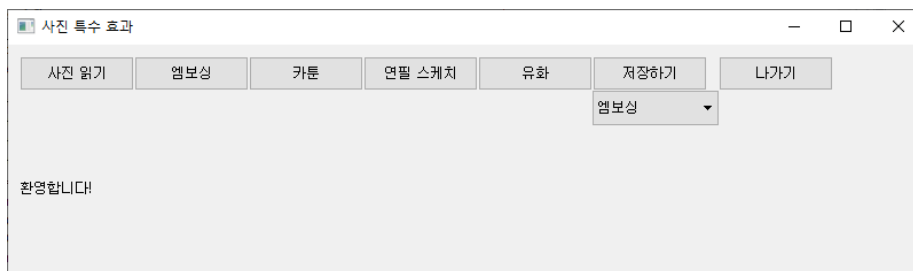 사진 특수 효과
사진 읽기 엠보싱 카툰 연필 스케치 유화 저장하기 나가기
엠보싱
환영합니다!